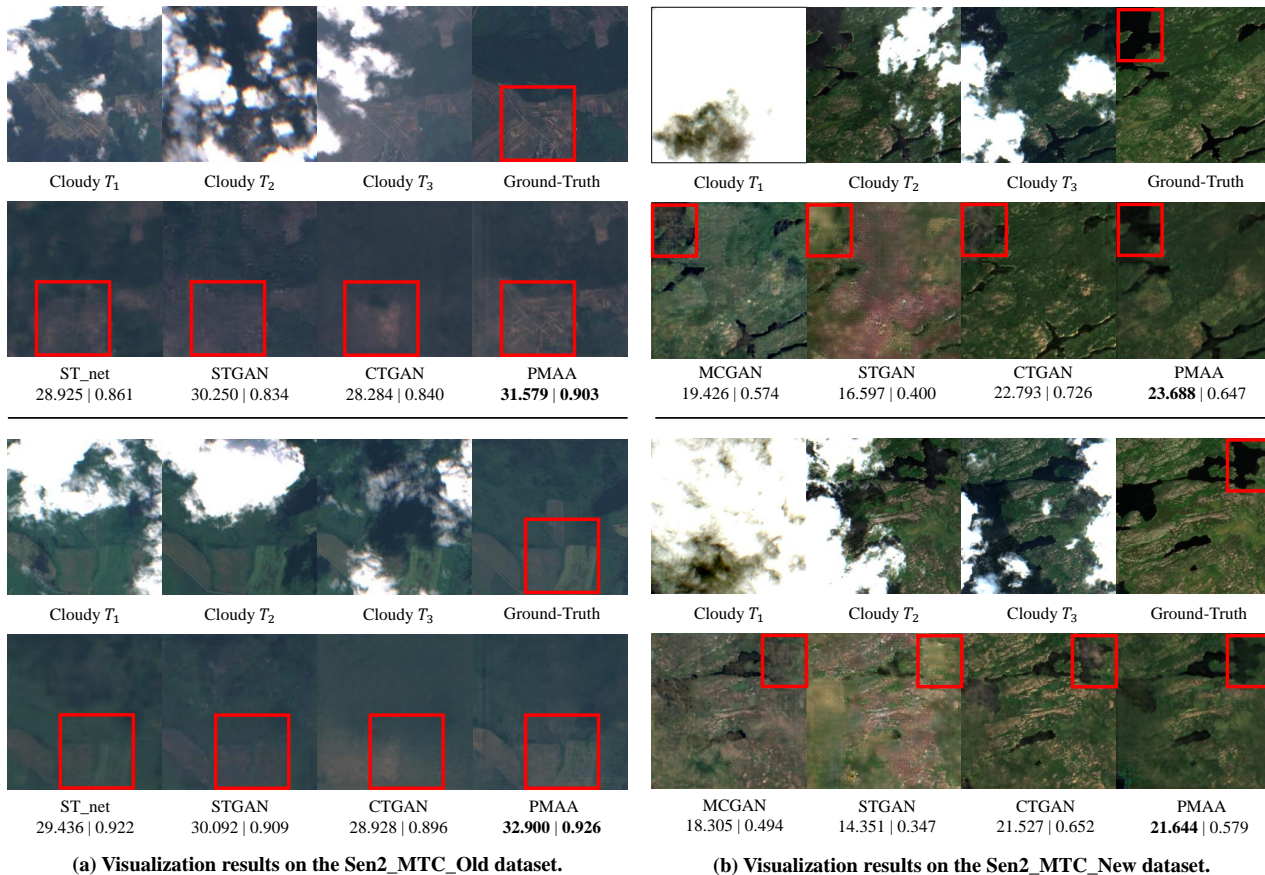 Cloudy T₁ Cloudy T₂ Cloudy T₃ Ground-Truth
ST_net STGAN CTGAN PMAA
28.925 | 0.861 30.250 | 0.834 28.284 | 0.840 31.579 | 0.903
Cloudy T₁ Cloudy T₂ Cloudy T₃ Ground-Truth
ST_net STGAN CTGAN PMAA
29.436 | 0.922 30.092 | 0.909 28.928 | 0.896 32.900 | 0.926
(a) Visualization results on the Sen2_MTC_Old dataset.
Cloudy T₁ Cloudy T₂ Cloudy T₃ Ground-Truth
MCGAN STGAN CTGAN PMAA
19.426 | 0.574 16.597 | 0.400 22.793 | 0.726 23.688 | 0.647
Cloudy T₁ Cloudy T₂ Cloudy T₃ Ground-Truth
MCGAN STGAN CTGAN PMAA
18.305 | 0.494 14.351 | 0.347 21.527 | 0.652 21.644 | 0.579
(b) Visualization results on the Sen2_MTC_New dataset.